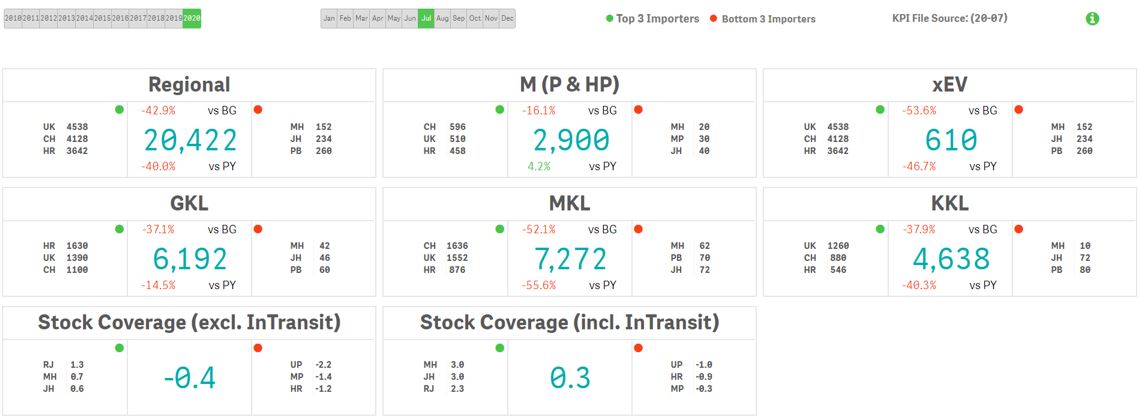 2010 2011 2012 2013 2014 2015 2016 2017 2018 2019 2020
Jan Feb Mar Apr May Jun Jul Aug Sep Oct Nov Dec
Top 3 Importers
Bottom 3 Importers
KPI File Source: (20-07)
Regional
UK 4538
CH 4128
HR 3642
-42.9% vs BG
20,422
-40.0% vs PY
MH 152
JH 234
PB 260
M (P & HP)
CH 596
UK 510
HR 458
-16.1% vs BG
2,900
4.2% vs PY
MH 20
MP 30
JH 40
xEV
UK 4538
CH 4128
HR 3642
-53.6% vs BG
610
-46.7% vs PY
MH 152
JH 234
PB 260
GKL
HR 1630
UK 1390
CH 1100
-37.1% vs BG
6,192
-14.5% vs PY
MH 42
JH 46
PB 60
MKL
CH 1636
UK 1552
HR 876
-52.1% vs BG
7,272
-55.6% vs PY
MH 62
PB 70
JH 72
KKL
UK 1260
CH 880
HR 546
-37.9% vs BG
4,638
-40.3% vs PY
MH 10
JH 72
PB 80
Stock Coverage (excl. InTransit)
RJ 1.3
MH 0.7
JH 0.6
-0.4
UP -2.2
MP -1.4
HR -1.2
Stock Coverage (incl. InTransit)
MH 3.0
JH 3.0
RJ 2.3
0.3
UP -1.0
HR -0.9
MP -0.3